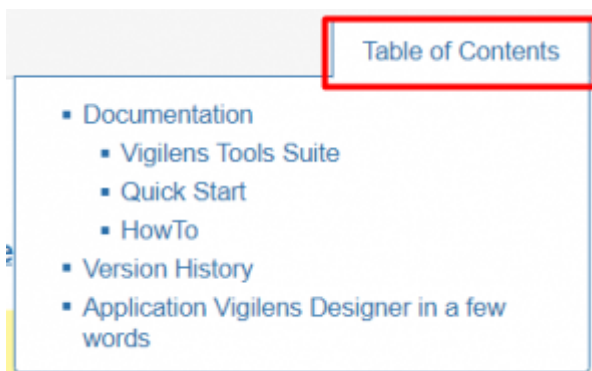 Table of Contents
Documentation
Vigilens Tools Suite
Quick Start
HowTo
Version History
Application Vigilens Designer in a few
words